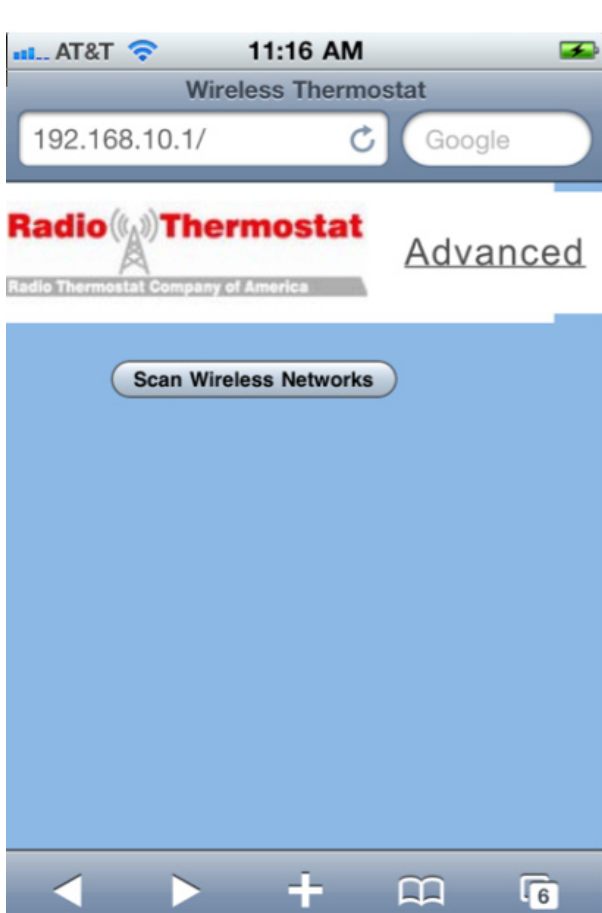 AT&T 11:16 AM
Wireless Thermostat
192.168.10.1/ Google
Radio Thermostat
Advanced
Radio Thermostat Company of America
Scan Wireless Networks
6